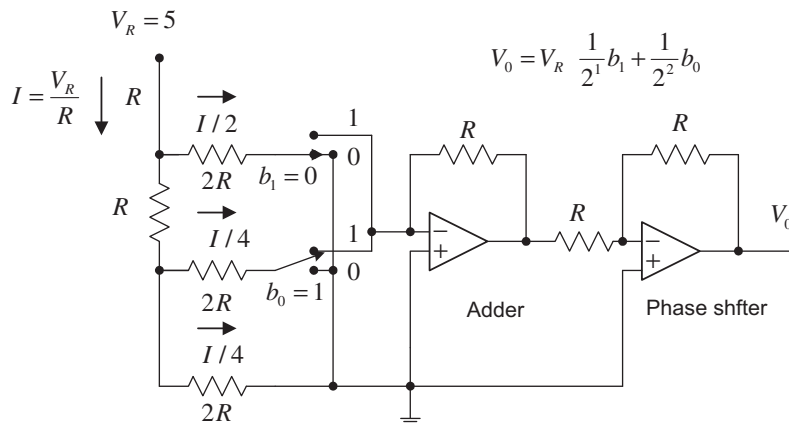 V_R = 5
V_0 = V_R 1/2^1 b_1 + 1/2^2 b_0
I = V_R/R
R
I / 2
1
R
R
0
2R
b_1 = 0
R
I / 4
1
R
V_0
−
+
−
+
2R
b_0 = 1
0
Adder
Phase shfter
I / 4
2R